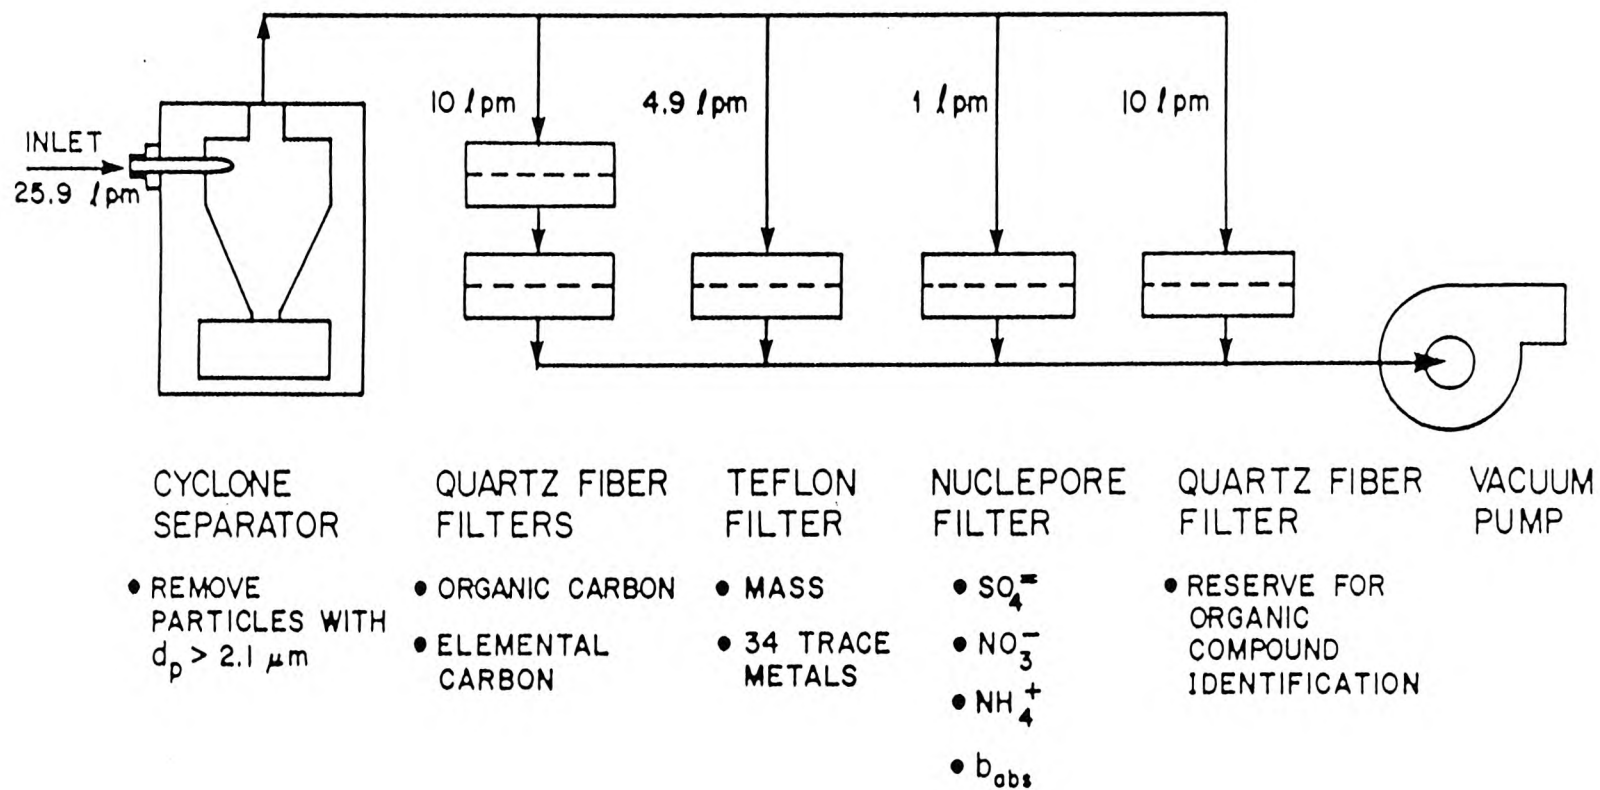 10 lpm
4.9 lpm
1 lpm
10 lpm
INLET
25.9 lpm
CYCLONE
SEPARATOR
• REMOVE
PARTICLES WITH
dp > 2.1 μm
QUARTZ FIBER
FILTERS
• ORGANIC CARBON
• ELEMENTAL
CARBON
TEFLON
FILTER
• MASS
• 34 TRACE
METALS
NUCLEPORE
FILTER
• SO4=
• NO3-
• NH4+
• babs
QUARTZ FIBER
FILTER
• RESERVE FOR
ORGANIC
COMPOUND
IDENTIFICATION
VACUUM
PUMP